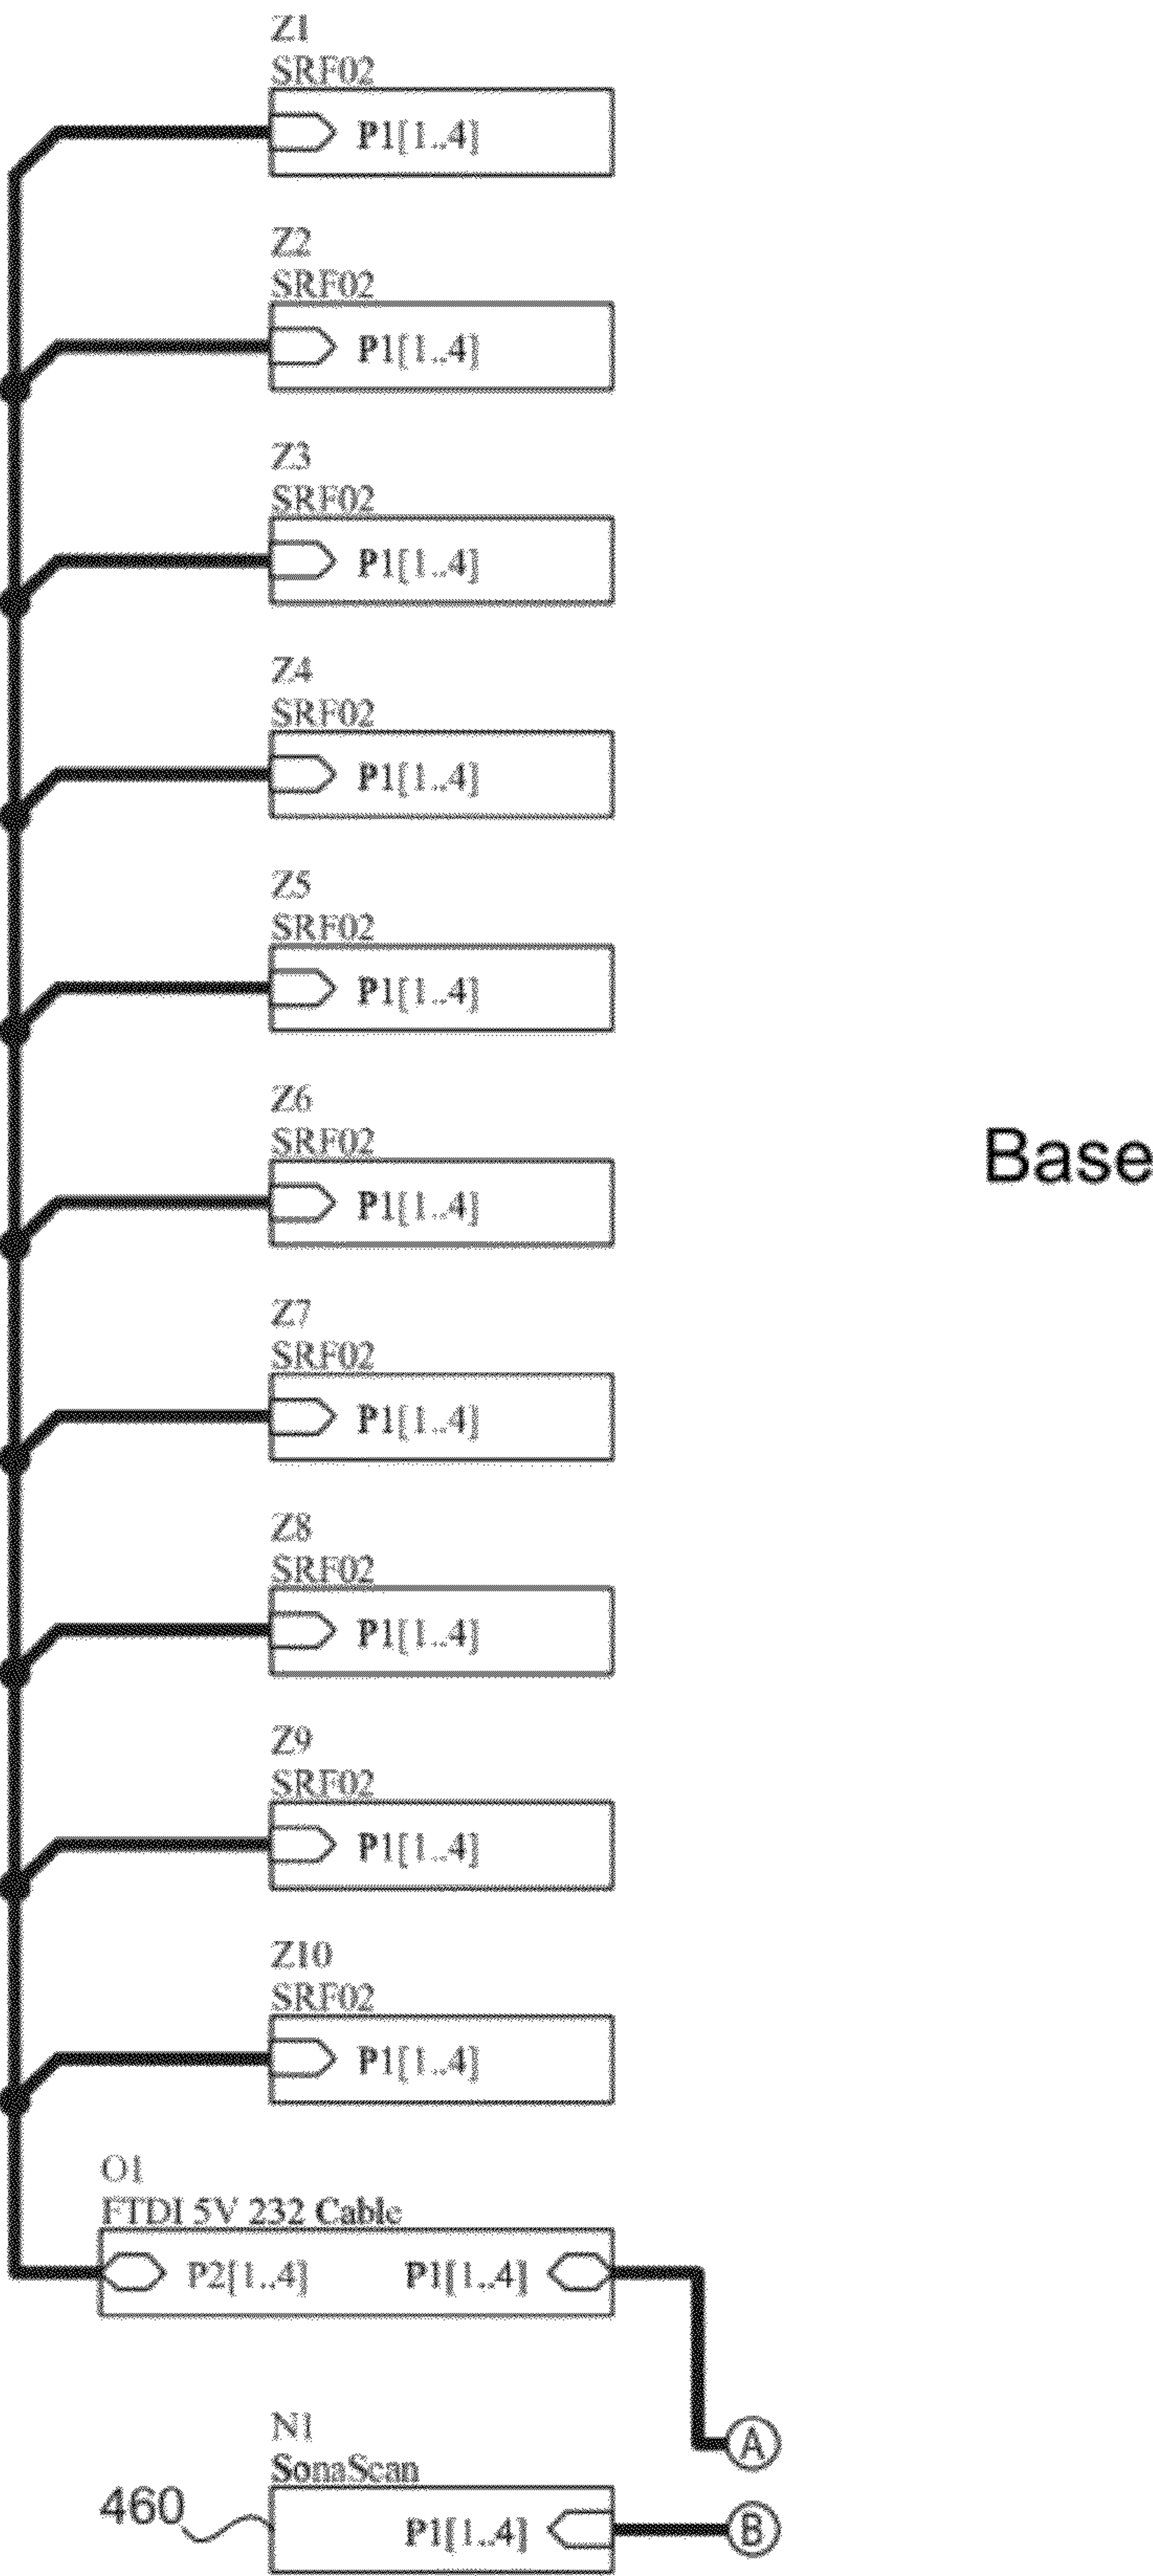 Z1
SRF02
P1[1..4]
Z2
SRF02
P1[1..4]
Z3
SRF02
P1[1..4]
Z4
SRF02
P1[1..4]
Z5
SRF02
P1[1..4]
Z6
SRF02
Base
P1[1..4]
Z7
SRF02
P1[1..4]
Z8
SRF02
P1[1..4]
Z9
SRF02
P1[1..4]
Z10
SRF02
P1[1..4]
O1
FTDI 5V 232 Cable
P2[1..4] P1[1..4]
A
N1
SonaScan
460
P1[1..4] B